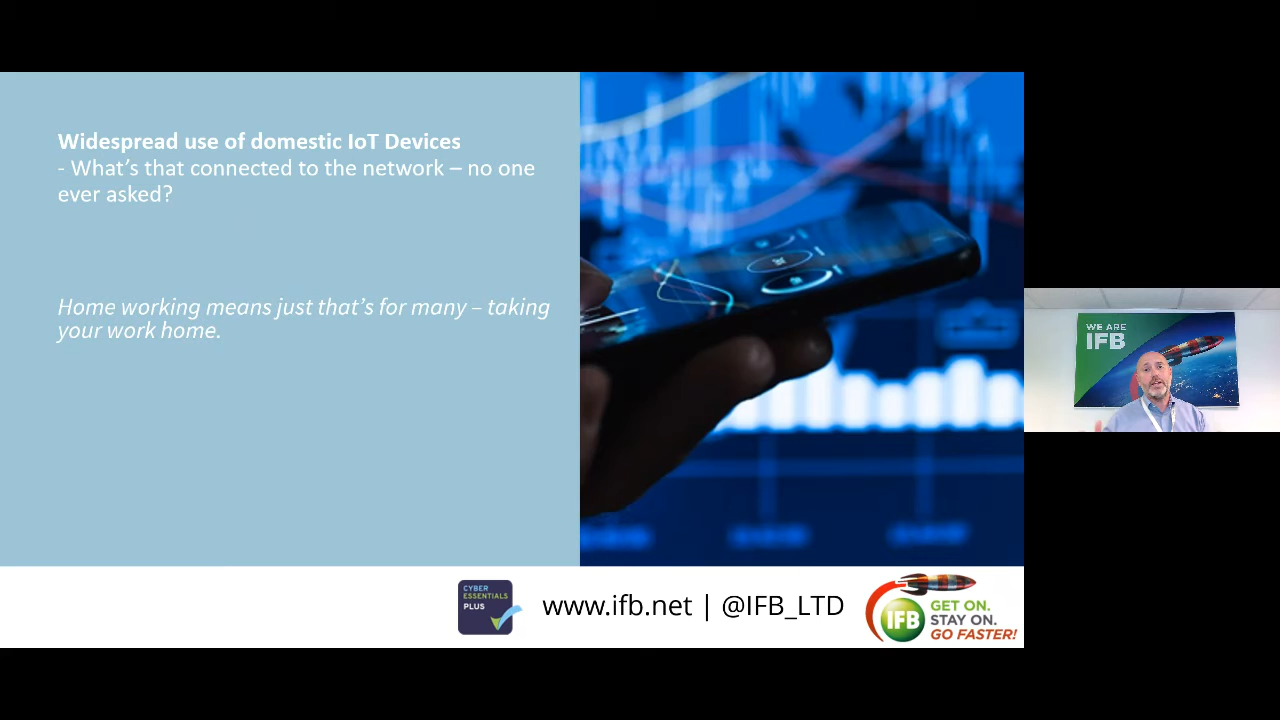 Widespread use of domestic IoT Devices
- What's that connected to the network – no one
ever asked?
Home working means just that's for many – taking
your work home.
WE ARE
IFB
CYBER
ESSENTIALS
PLUS
www.ifb.net | @IFB_LTD
IFB
GET ON.
STAY ON.
GO FASTER!